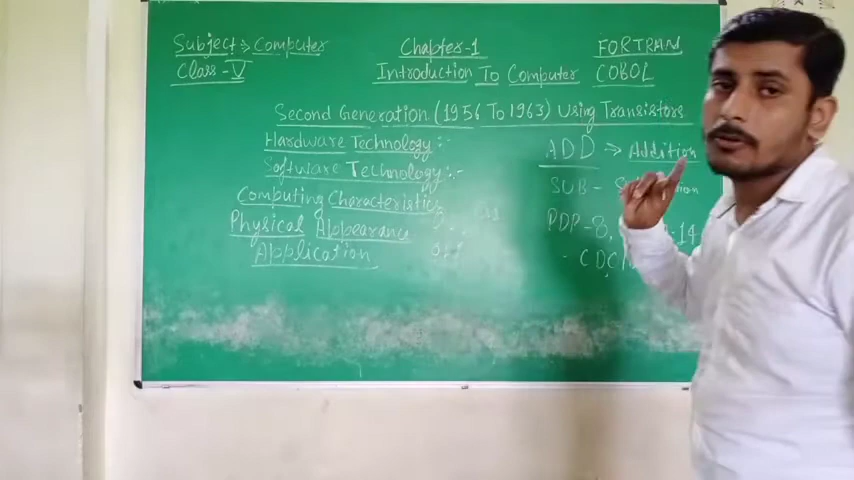 Subject → Computer
Class - V
Chapter-1
Introduction To Computer
FORTRAN
COBOL
Second Generation (1956 To 1963) Using Transistors
Hardware Technology :-
Software Technology :-
Computing Characteristics
Physical Appearance
Application
ADD → Addition
SUB -
PDP-8,